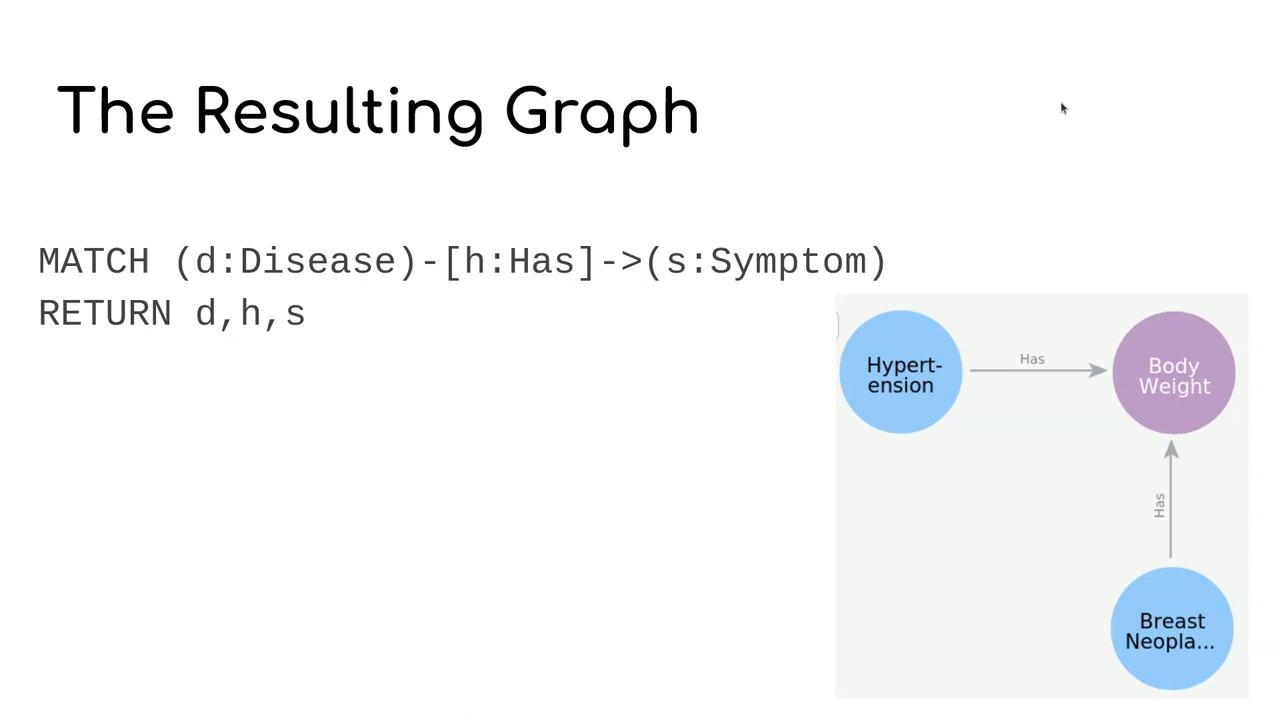 The Resulting Graph
MATCH (d:Disease)-[h:Has]->(s:Symptom)
RETURN d,h,s
Hypert-
ension
Has
Body
Weight
Has
Breast
Neopla...